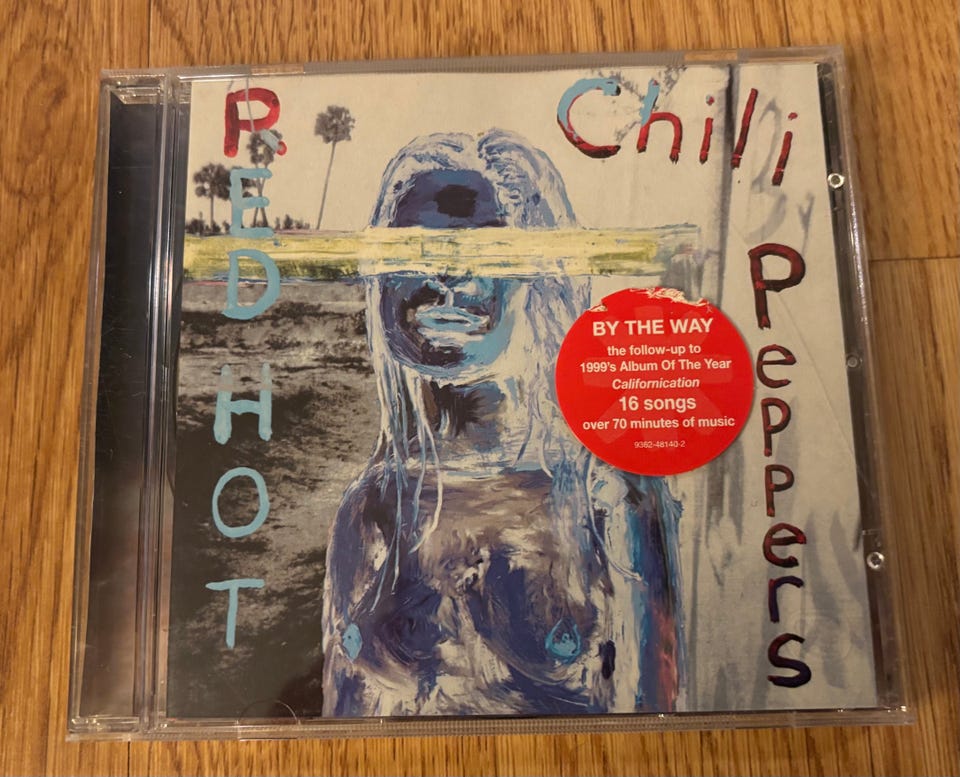 RED HOT
Chili
Peppers
BY THE WAY
the follow-up to
1999's Album Of The Year
Californication
16 songs
over 70 minutes of music
9362-48140-2